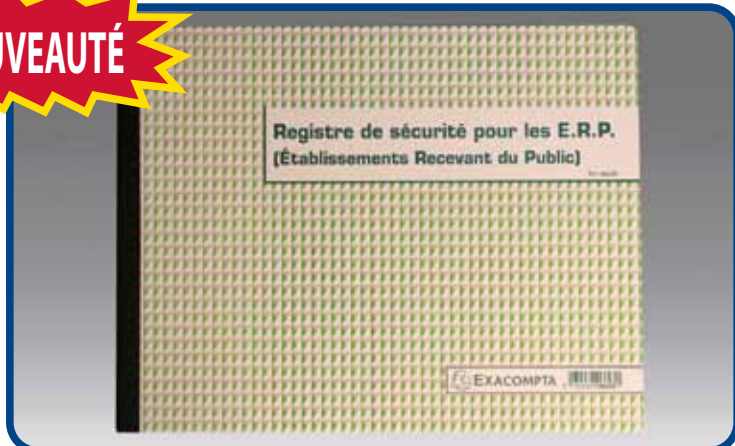 UVEAUTÉ
Registre de sécurité pour les E.R.P.
(Établissements Recevant du Public)
EXACOMPTA